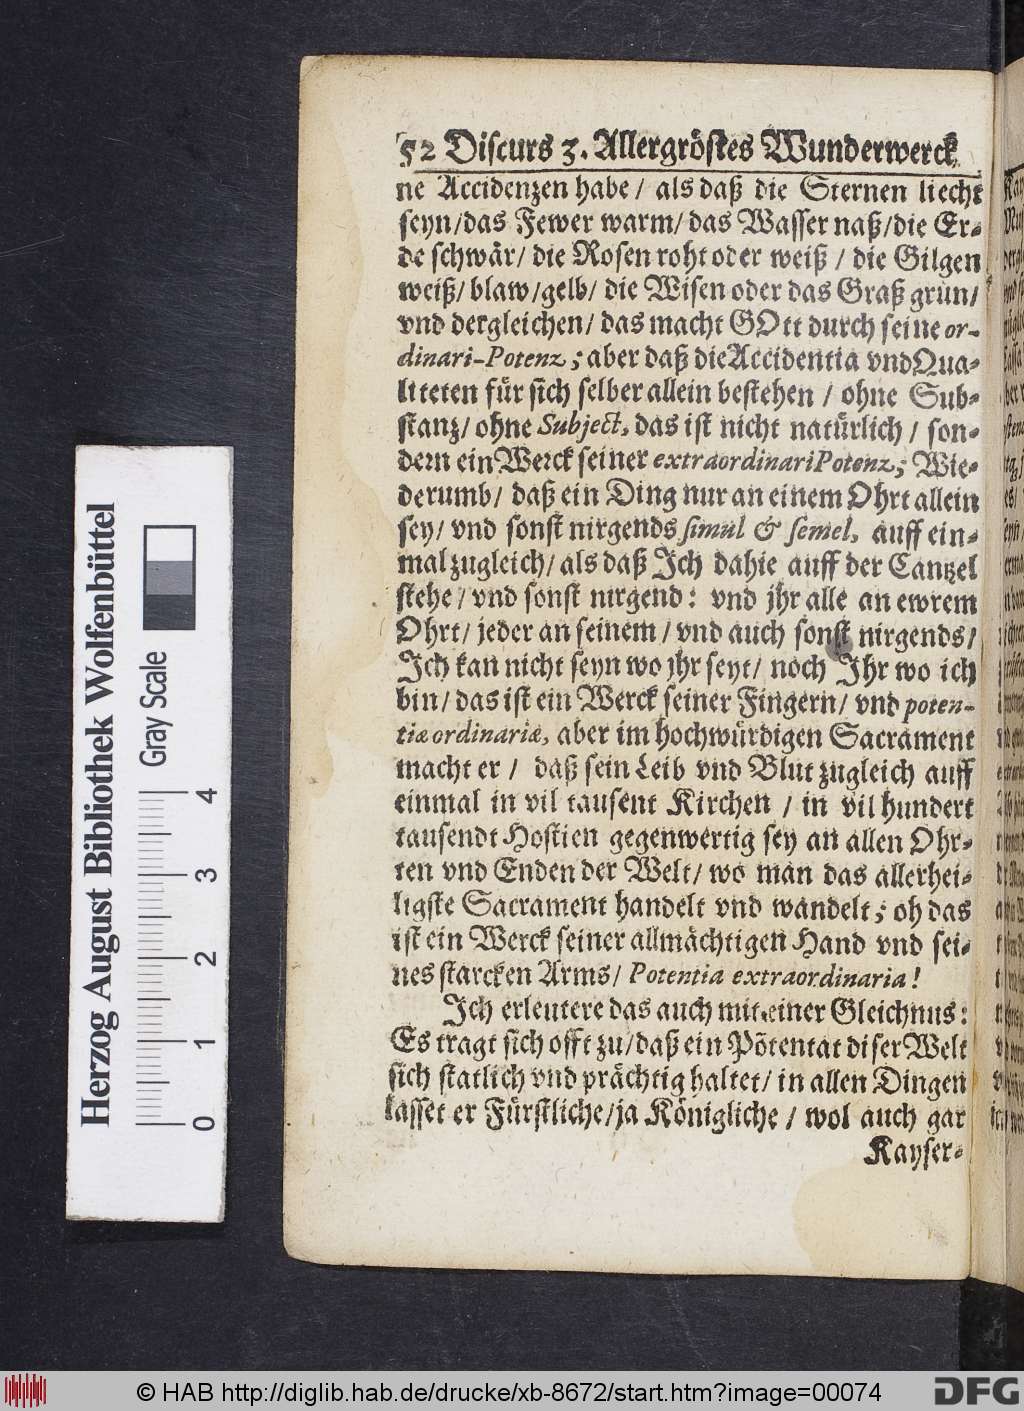 52 Discurs 3. Allergröstes Wunderwerck
ne Accidenzen habe / als daß die Sternen liecht
seyn/das Fewer warm/ das Wasser naß/die Er-
de schwär/ die Rosen roht oder weiß / die Gilgen
weiß/ blaw/gelb/ die Wisen oder das Graß grün/
vnd dergleichen/ das macht GOtt durch seine or-
dinari-Potenz; aber daß die Accidentia vnd Qua-
liteten für sich selber allein bestehen / ohne Sub-
stanz/ ohne Subject, das ist nicht natürlich / son-
dern ein Werck seiner extraordinari Potenz; Wie-
derumb/ daß ein Ding nur an einem Ohrt allein
sey/ vnd sonst nirgends simul & semel, auff ein-
mal zugleich/ als daß Ich dahie auff der Cantzel
stehe/ vnd sonst nirgend: vnd jhr alle an ewrem
Ohrt/ jeder an seinem / vnd auch sonst nirgends/
Ich kan nicht seyn wo jhr seyt/ noch Ihr wo ich
bin/ das ist ein Werck seiner Fingern/ vnd poten-
tiæ ordinariæ, aber im hochwürdigen Sacrament
macht er / daß sein Leib vnd Blut zugleich auff
einmal in vil tausent Kirchen / in vil hundert
tausendt Hostien gegenwertig sey an allen Ohr-
ten vnd Enden der Welt/ wo man das allerhei-
ligste Sacrament handelt vnd wandelt; oh das
ist ein Werck seiner allmächtigen Hand vnd sei-
nes starcken Arms/ Potentia extraordinaria!
Ich erleutere das auch mit einer Gleichnus:
Es tragt sich offt zu/ daß ein Pötentat diser Welt
sich statlich vnd prächtig haltet/ in allen Dingen
lasset er Fürstliche/ja Königliche / wol auch gar
Kayser-
Herzog August Bibliothek Wolfenbüttel
Gray Scale
0 1 2 3 4
© HAB http://diglib.hab.de/drucke/xb-8672/start.htm?image=00074
DFG